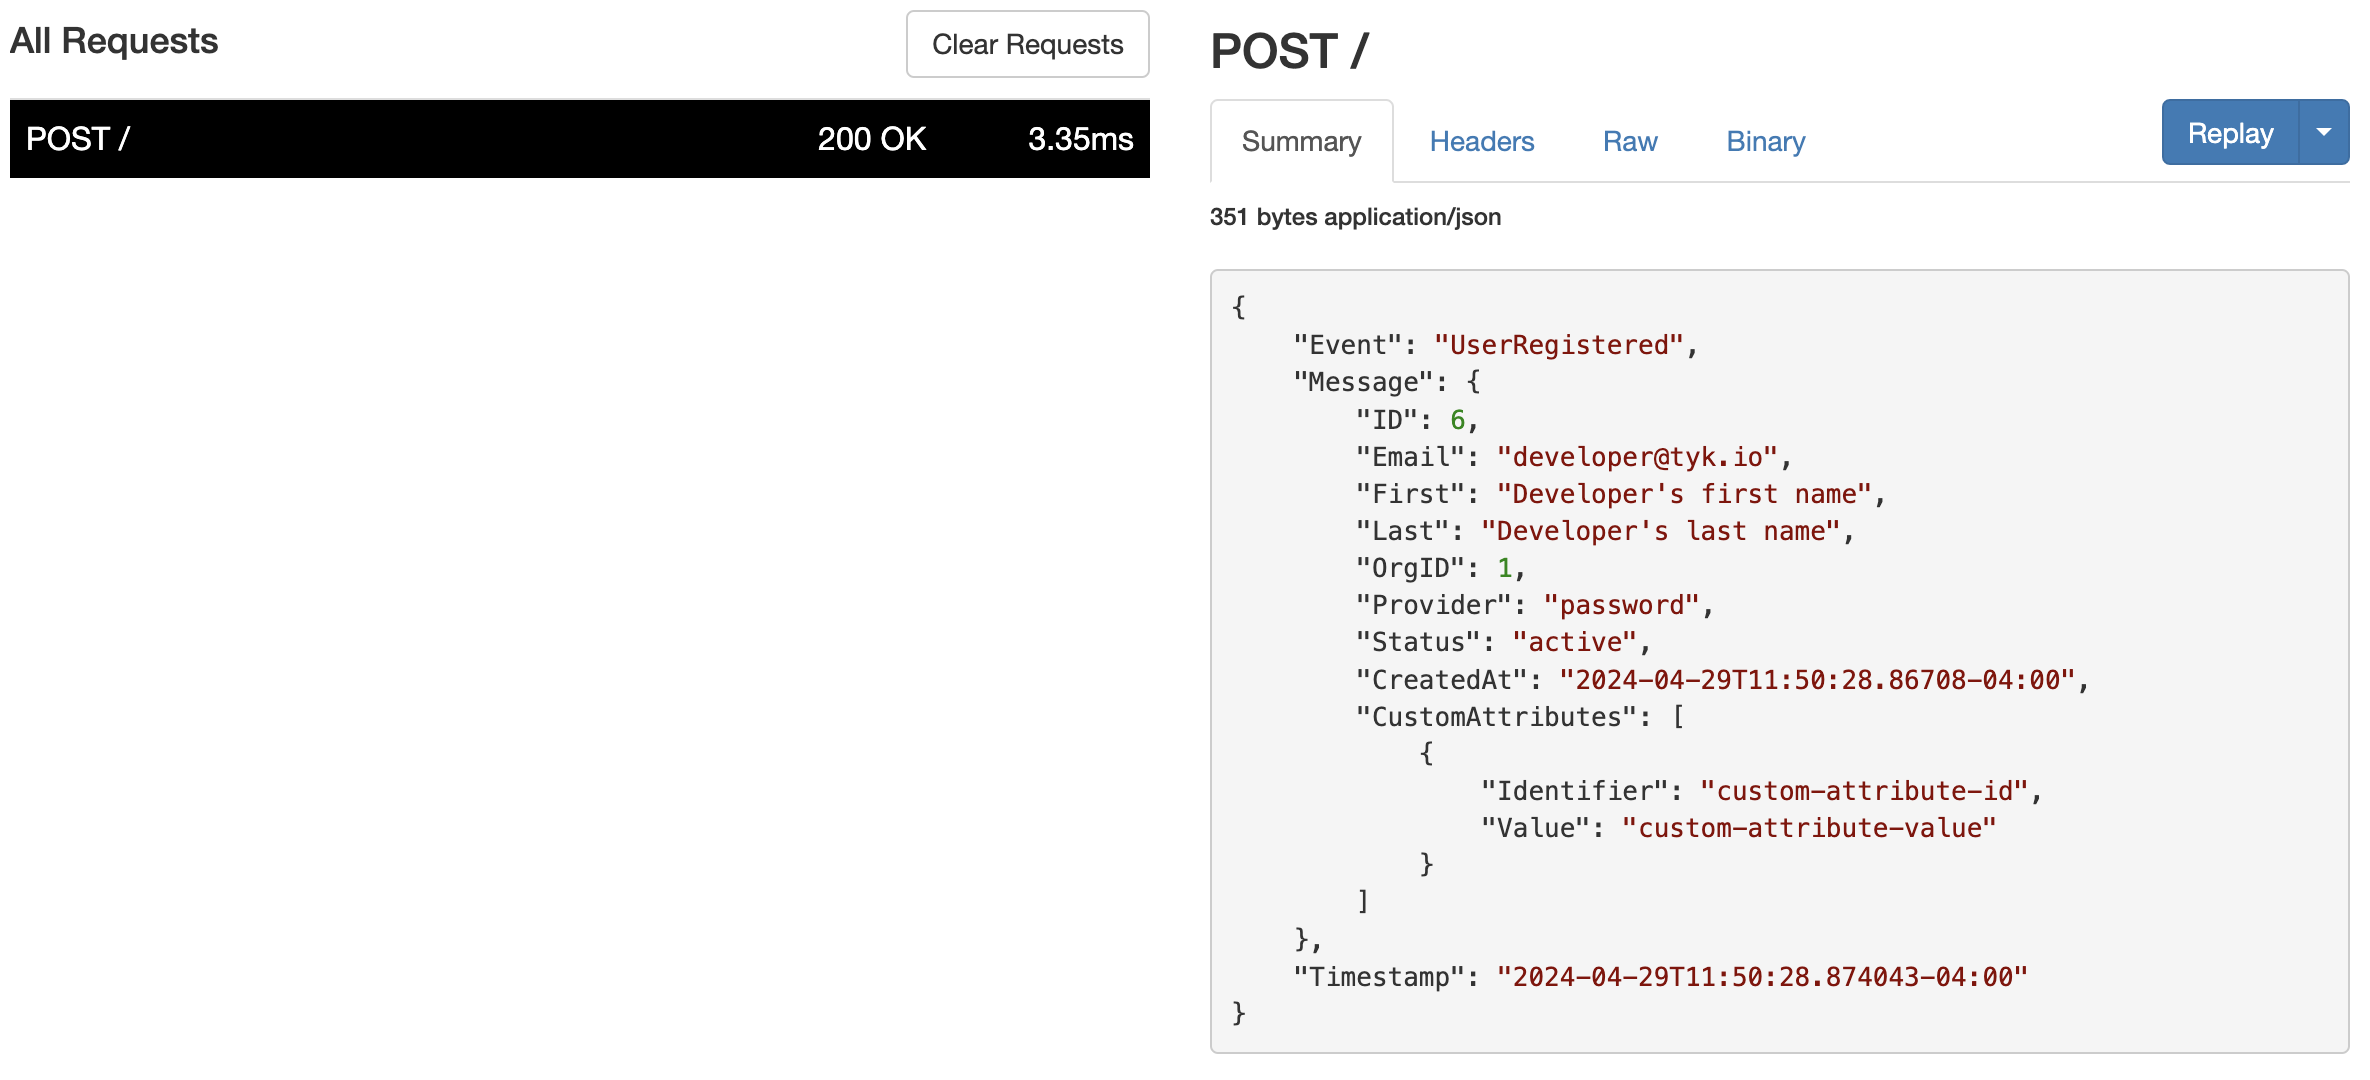 All Requests
Clear Requests
POST / 200 OK 3.35ms
POST /
Summary Headers Raw Binary Replay
351 bytes application/json
{
    "Event": "UserRegistered",
    "Message": {
        "ID": 6,
        "Email": "developer@tyk.io",
        "First": "Developer's first name",
        "Last": "Developer's last name",
        "OrgID": 1,
        "Provider": "password",
        "Status": "active",
        "CreatedAt": "2024-04-29T11:50:28.86708-04:00",
        "CustomAttributes": [
            {
                "Identifier": "custom-attribute-id",
                "Value": "custom-attribute-value"
            }
        ]
    },
    "Timestamp": "2024-04-29T11:50:28.874043-04:00"
}